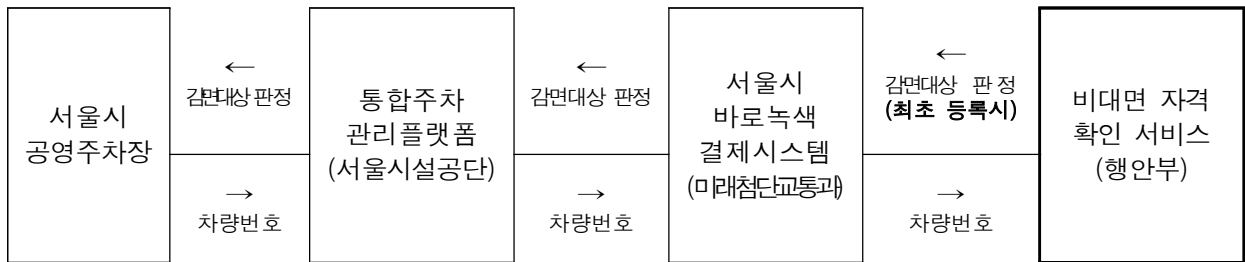 서울시
공영주차장
←
감면대상 판정
→
차량번호
통합주차
관리플랫폼
(서울시설공단)
←
감면대상 판정
→
차량번호
서울시
바로녹색
결제시스템
(미래첨단교통과)
←
감면대상 판 정
(최초 등록시)
→
차량번호
비대면 자격
확인 서비스
(행안부)